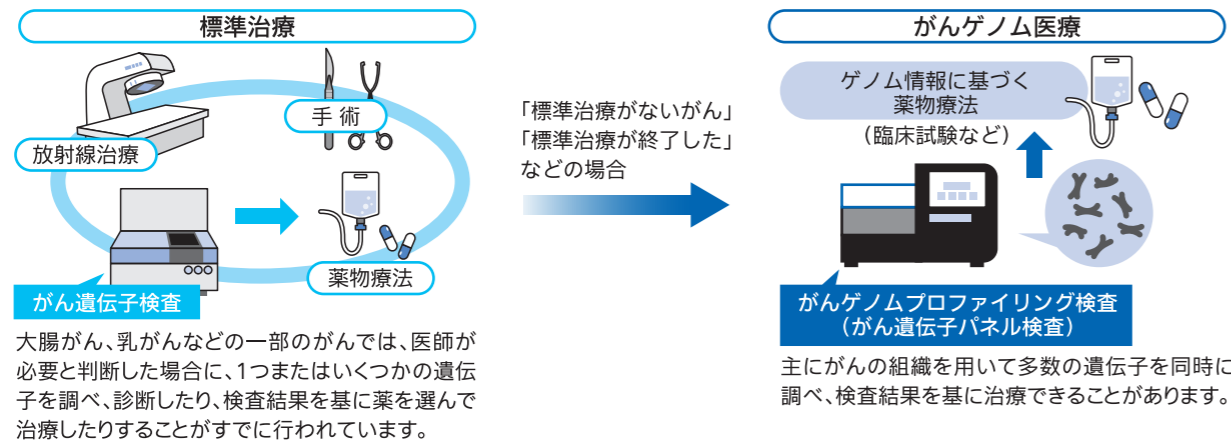 標準治療
手術
放射線治療
薬物療法
がん遺伝子検査
大腸がん、乳がんなどの一部のがんでは、医師が
必要と判断した場合に、1つまたはいくつかの遺伝
子を調べ、診断したり、検査結果を基に薬を選んで
治療したりすることがすでに行われています。
「標準治療がないがん」
「標準治療が終了した」
などの場合
がんゲノム医療
ゲノム情報に基づく
薬物療法
(臨床試験など)
がんゲノムプロファイリング検査
(がん遺伝子パネル検査)
主にがんの組織を用いて多数の遺伝子を同時に
調べ、検査結果を基に治療できることがあります。